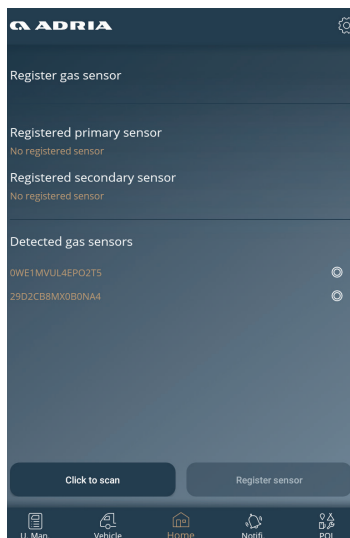 ADRIA
Register gas sensor
Registered primary sensor
No registered sensor
Registered secondary sensor
No registered sensor
Detected gas sensors
0WE1MVUL4EPO2T5
29D2CB8MX0B0NA4
Click to scan
Register sensor
U. Man Vehicle Home Notifi POI